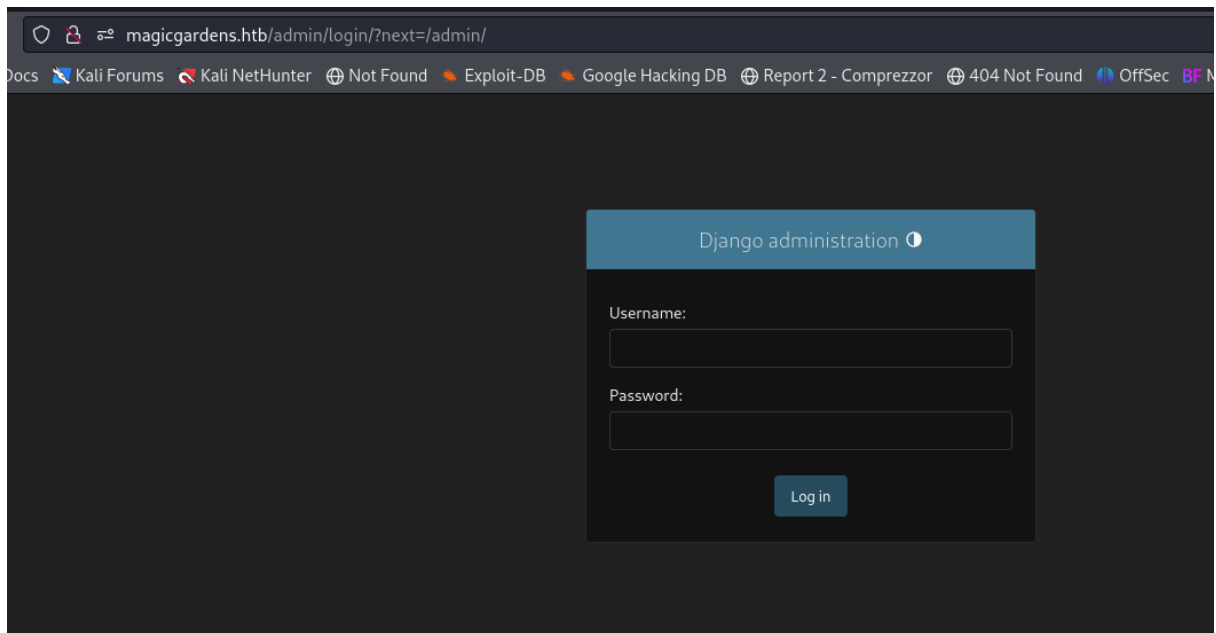 magicgardens.htb/admin/login/?next=/admin/
Docs Kali Forums Kali NetHunter Not Found Exploit-DB Google Hacking DB Report 2 - Comprezzor 404 Not Found OffSec BF
Django administration
Username:
Password:
Log in